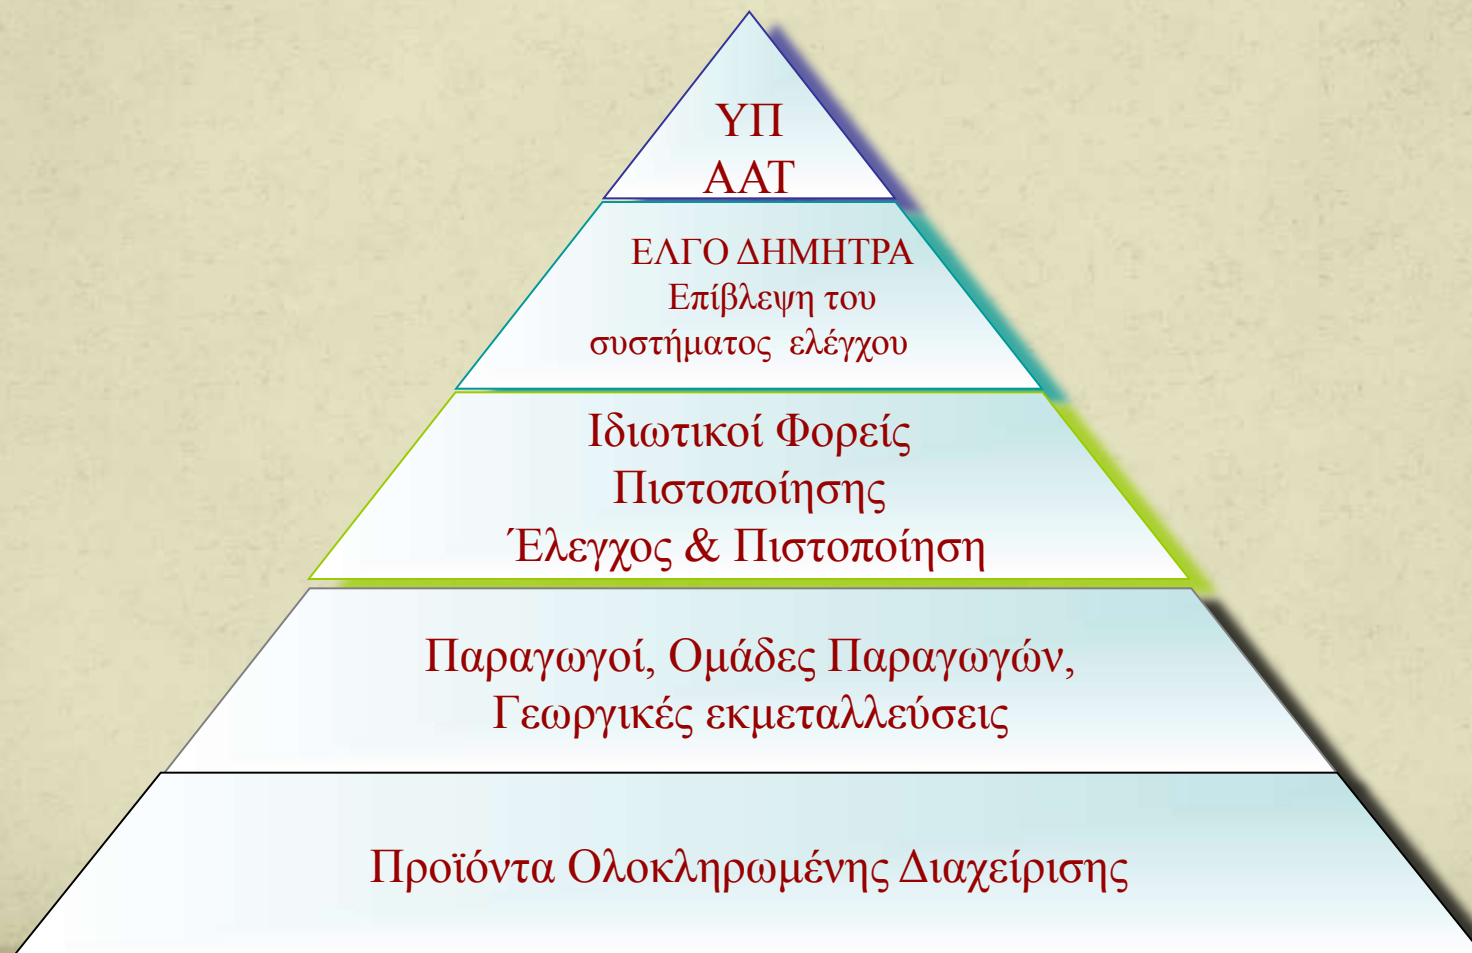 ΥΠ
ΑΑΤ
ΕΛΓΟ ΔΗΜΗΤΡΑ
Επίβλεψη του
συστήματος ελέγχου
Ιδιωτικοί Φορείς
Πιστοποίησης
Έλεγχος & Πιστοποίηση
Παραγωγοί, Ομάδες Παραγωγών,
Γεωργικές εκμεταλλεύσεις
Προϊόντα Ολοκληρωμένης Διαχείρισης